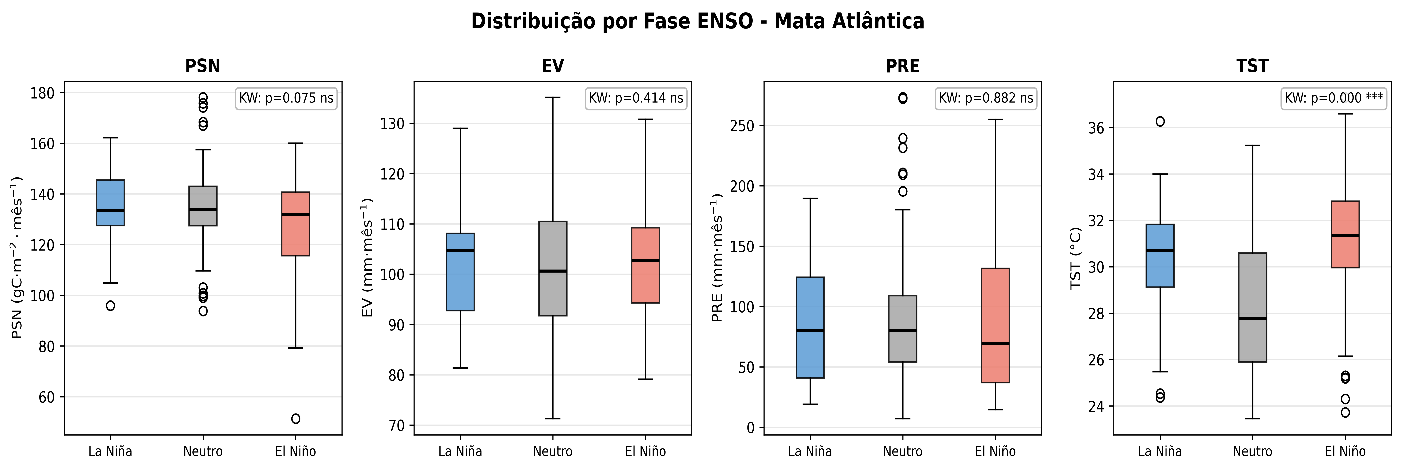 Distribuição por Fase ENSO - Mata Atlântica
PSN
KW: p=0.075 ns
PSN (gC·m⁻²·mês⁻¹)
180
160
140
120
100
80
60
La Niña Neutro El Niño
EV
KW: p=0.414 ns
EV (mm·mês⁻¹)
130
120
110
100
90
80
70
La Niña Neutro El Niño
PRE
KW: p=0.882 ns
PRE (mm·mês⁻¹)
250
200
150
100
50
0
La Niña Neutro El Niño
TST
KW: p=0.000 ***
TST (°C)
36
34
32
30
28
26
24
La Niña Neutro El Niño